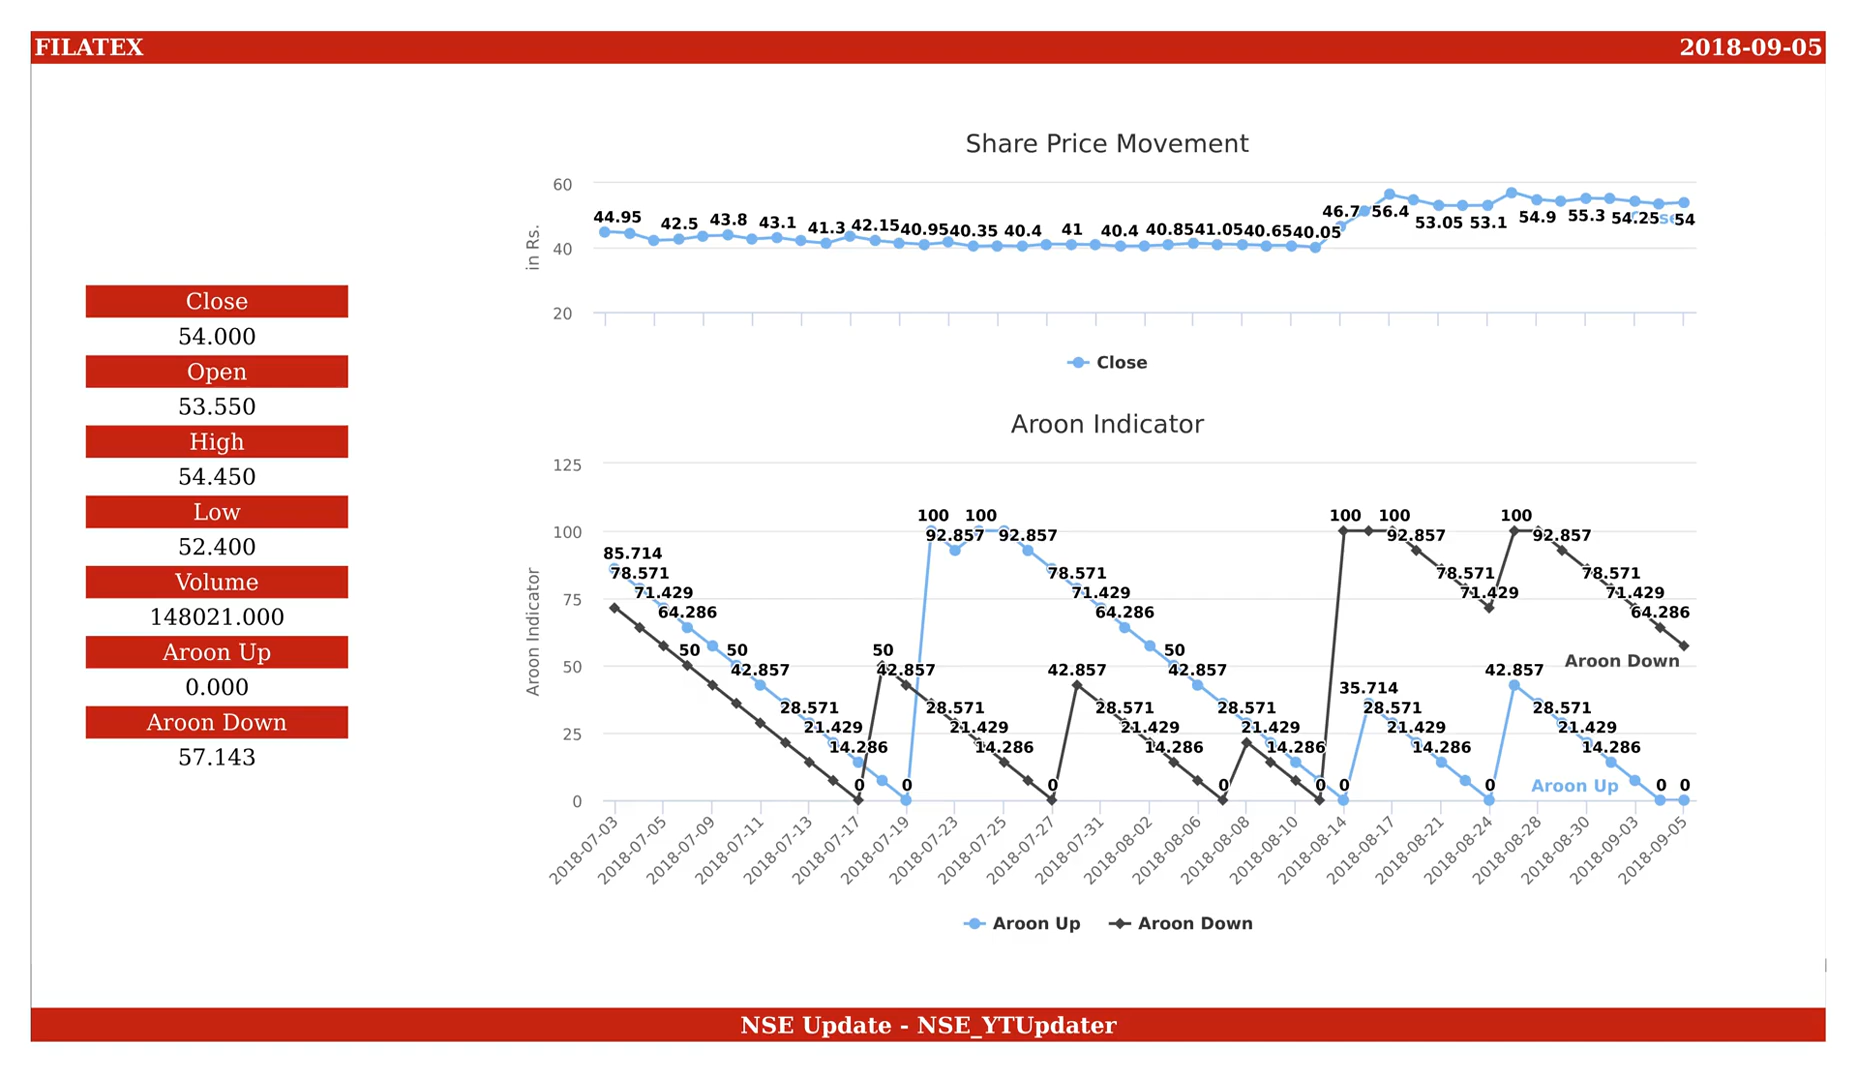 FILATEX 2018-09-05
Close
54.000
Open
53.550
High
54.450
Low
52.400
Volume
148021.000
Aroon Up
0.000
Aroon Down
57.143
Share Price Movement
in Rs.
60
40
20
44.95 42.5 43.8 43.1 41.3 42.15 40.95 40.35 40.4 41 40.4 40.85 41.05 40.65 40.05 46.7 56.4 53.05 53.1 54.9 55.3 54.25 54
Close
Aroon Indicator
Aroon Indicator
125
100
75
50
25
0
100 100 100 100 100
92.857 92.857 92.857 92.857
85.714
78.571 78.571 78.571 78.571
71.429 71.429 71.429 71.429
64.286 64.286 64.286
50 50 50 50
Aroon Down
42.857 42.857 42.857 42.857 42.857
35.714
28.571 28.571 28.571 28.571 28.571 28.571
21.429 21.429 21.429 21.429 21.429 21.429
14.286 14.286 14.286 14.286 14.286 14.286
0 0 0 0 0 0 0 Aroon Up 0 0
2018-07-03 2018-07-05 2018-07-09 2018-07-11 2018-07-13 2018-07-17 2018-07-19 2018-07-23 2018-07-25 2018-07-27 2018-07-31 2018-08-02 2018-08-06 2018-08-08 2018-08-10 2018-08-14 2018-08-17 2018-08-21 2018-08-24 2018-08-28 2018-08-30 2018-09-03 2018-09-05
Aroon Up Aroon Down
NSE Update - NSE_YTUpdater